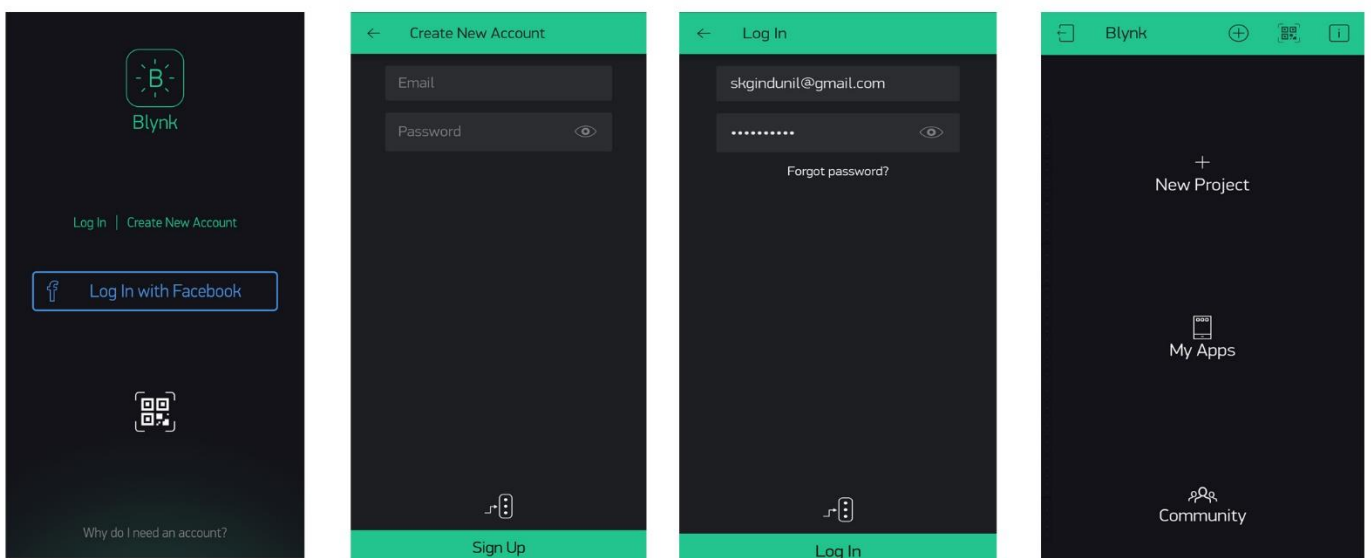 B
Blynk
Log In | Create New Account
f Log In with Facebook
Why do I need an account?
← Create New Account
Email
Password
Sign Up
← Log In
skgindunil@gmail.com
••••••••••
Forgot password?
Log In
Blynk
+
New Project
My Apps
Community